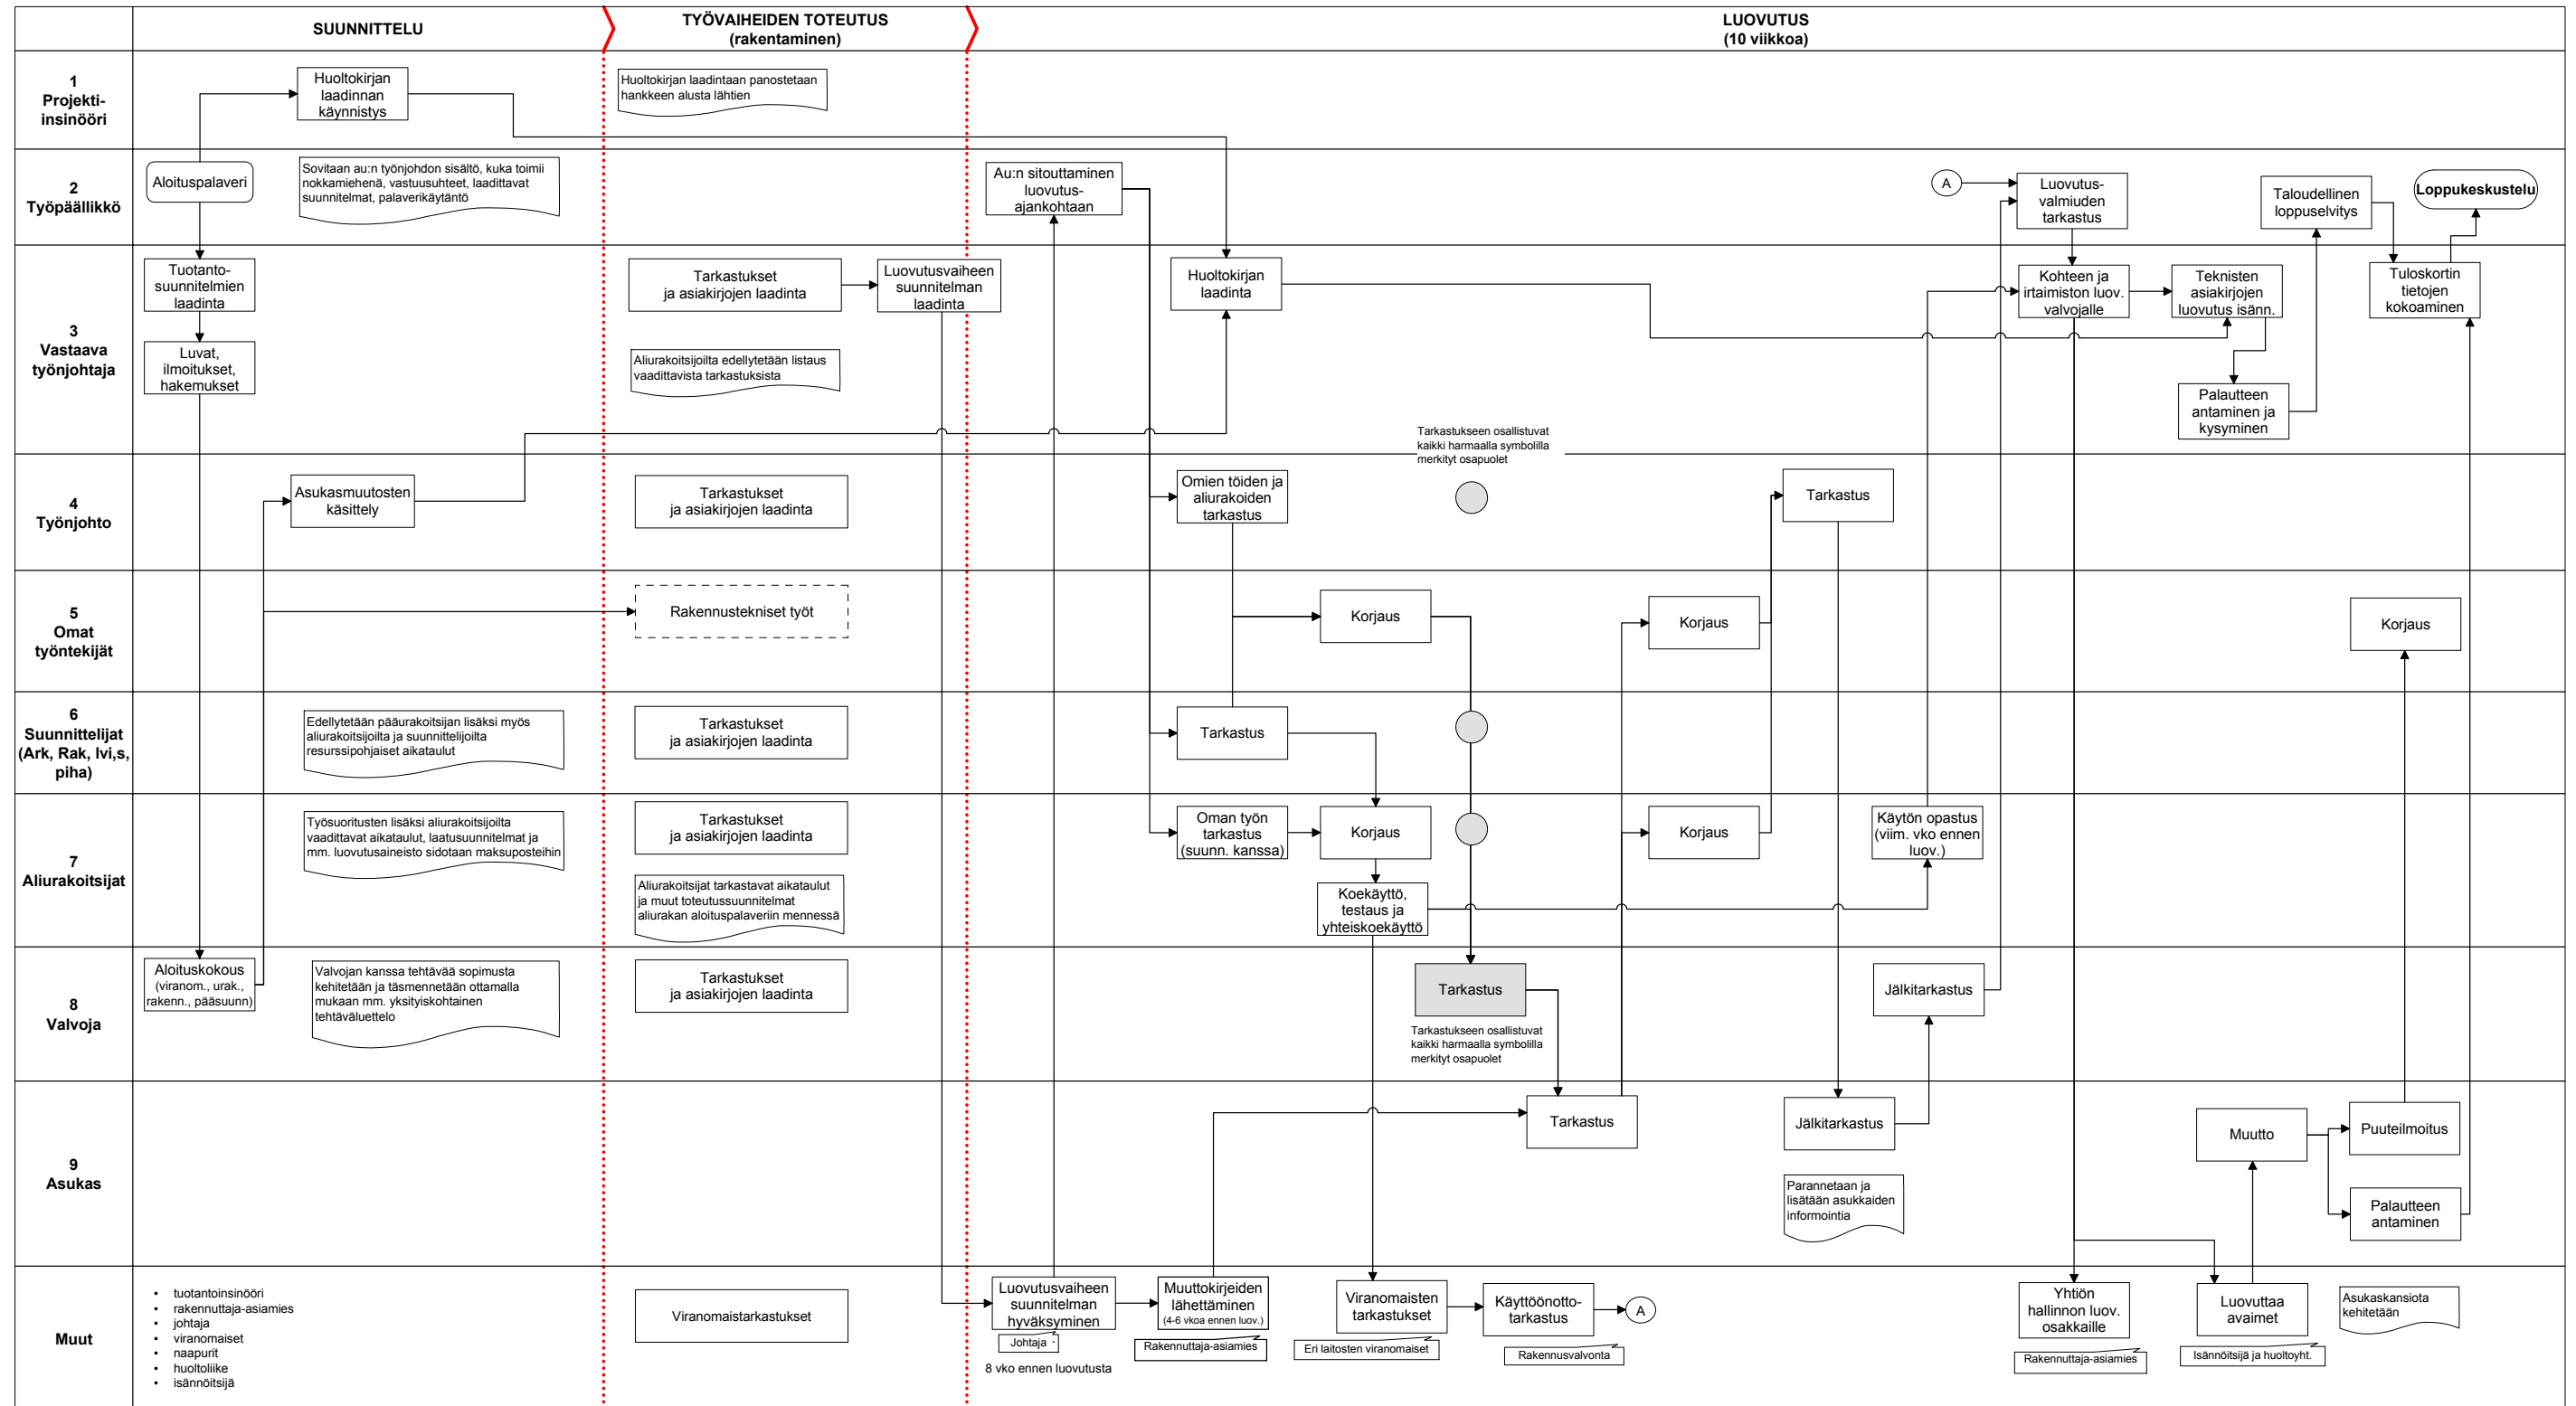 SUUNNITTELU
TYÖVAIHEIDEN TOTEUTUS
(rakentaminen)
LUOVUTUS
(10 viikkoa)
1
Projekti-
insinööri
Huoltokirjan
laadinnan
käynnistys
Huoltokirjan laadintaan panostetaan
hankkeen alusta lähtien
2
Työpäällikkö
Aloituspalaveri
Sovitaan au:n työnjohdon sisältö, kuka toimii
nokkamiehenä, vastuusuhteet, laadittavat
suunnitelmat, palaverikäytäntö
Au:n sitouttaminen
luovutus-
ajankohtaan
A
Luovutus-
valmiuden
tarkastus
Taloudellinen
loppuselvitys
Loppukeskustelu
3
Vastaava
työnjohtaja
Tuotanto-
suunnitelmien
laadinta
Luvat,
ilmoitukset,
hakemukset
Tarkastukset
ja asiakirjojen laadinta
Luovutusvaiheen
suunnitelman
laadinta
Aliurakoitsijoilta edellytetään listaus
vaadittavista tarkastuksista
Huoltokirjan
laadinta
Kohteen ja
irtaimiston luov.
valvojalle
Teknisten
asiakirjojen
luovutus isänn.
Tuloskortin
tietojen
kokoaminen
Palautteen
antaminen ja
kysyminen
Tarkastukseen osallistuvat
kaikki harmaalla symbolilla
merkityt osapuolet
4
Työnjohto
Asukasmuutosten
käsittely
Tarkastukset
ja asiakirjojen laadinta
Omien töiden ja
aliurakoiden
tarkastus
Tarkastus
5
Omat
työntekijät
Rakennustekniset työt
Korjaus
Korjaus
Korjaus
6
Suunnittelijat
(Ark, Rak, lvi,s,
piha)
Edellytetään pääurakoitsijan lisäksi myös
aliurakoitsijoilta ja suunnittelijoilta
resurssipohjaiset aikataulut
Tarkastukset
ja asiakirjojen laadinta
Tarkastus
7
Aliurakoitsijat
Työsuoritusten lisäksi aliurakoitsijoilta
vaadittavat aikataulut, laatusuunnitelmat ja
mm. luovutusaineisto sidotaan maksuposteihin
Tarkastukset
ja asiakirjojen laadinta
Aliurakoitsijat tarkastavat aikataulut
ja muut toteutussuunnitelmat
aliurakan aloituspalaveriin mennessä
Oman työn
tarkastus
(suunn. kanssa)
Korjaus
Koekäyttö,
testaus ja
yhteiskoekäyttö
Korjaus
Käytön opastus
(viim. vko ennen
luov.)
8
Valvoja
Aloituskokous
(viranom., urak.,
rakenn., pääsuunn)
Valvojan kanssa tehtävää sopimusta
kehitetään ja täsmennetään ottamalla
mukaan mm. yksityiskohtainen
tehtäväluettelo
Tarkastukset
ja asiakirjojen laadinta
Tarkastus
Tarkastukseen osallistuvat
kaikki harmaalla symbolilla
merkityt osapuolet
Jälkitarkastus
9
Asukas
Tarkastus
Jälkitarkastus
Parannetaan ja
lisätään asukkaiden
informointia
Muutto
Puuteilmoitus
Palautteen
antaminen
Muut
• tuotantoinsinööri
• rakennuttaja-asiamies
• johtaja
• viranomaiset
• naapurit
• huoltoliike
• isännöitsijä
Viranomaistarkastukset
Luovutusvaiheen
suunnitelman
hyväksyminen
Johtaja
8 vko ennen luovutusta
Muuttokirjeiden
lähettäminen
(4-6 vkoa ennen luov.)
Rakennuttaja-asiamies
Viranomaisten
tarkastukset
Eri laitosten viranomaiset
Käyttöönotto-
tarkastus
Rakennusvalvonta
A
Yhtiön
hallinnon luov.
osakkaille
Rakennuttaja-asiamies
Luovuttaa
avaimet
Isännöitsijä ja huoltoyht.
Asukaskansiota
kehitetään